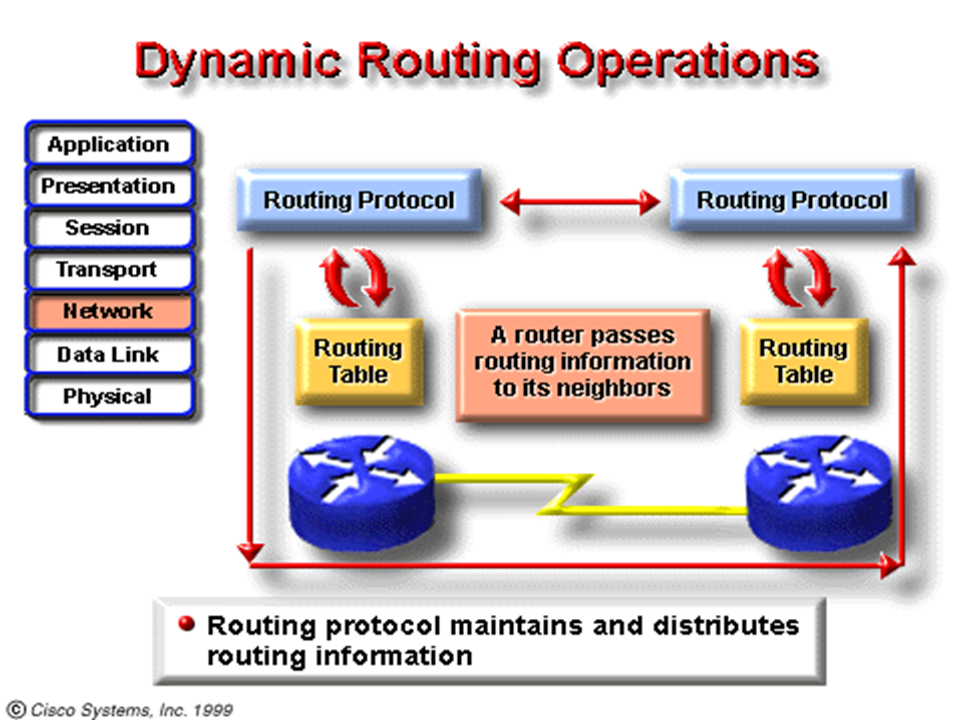 Dynamic Routing Operations
Application
Presentation
Session
Transport
Network
Data Link
Physical
Routing Protocol
Routing Protocol
Routing
Table
A router passes
routing information
to its neighbors
Routing
Table
Routing protocol maintains and distributes
routing information
© Cisco Systems, Inc. 1999